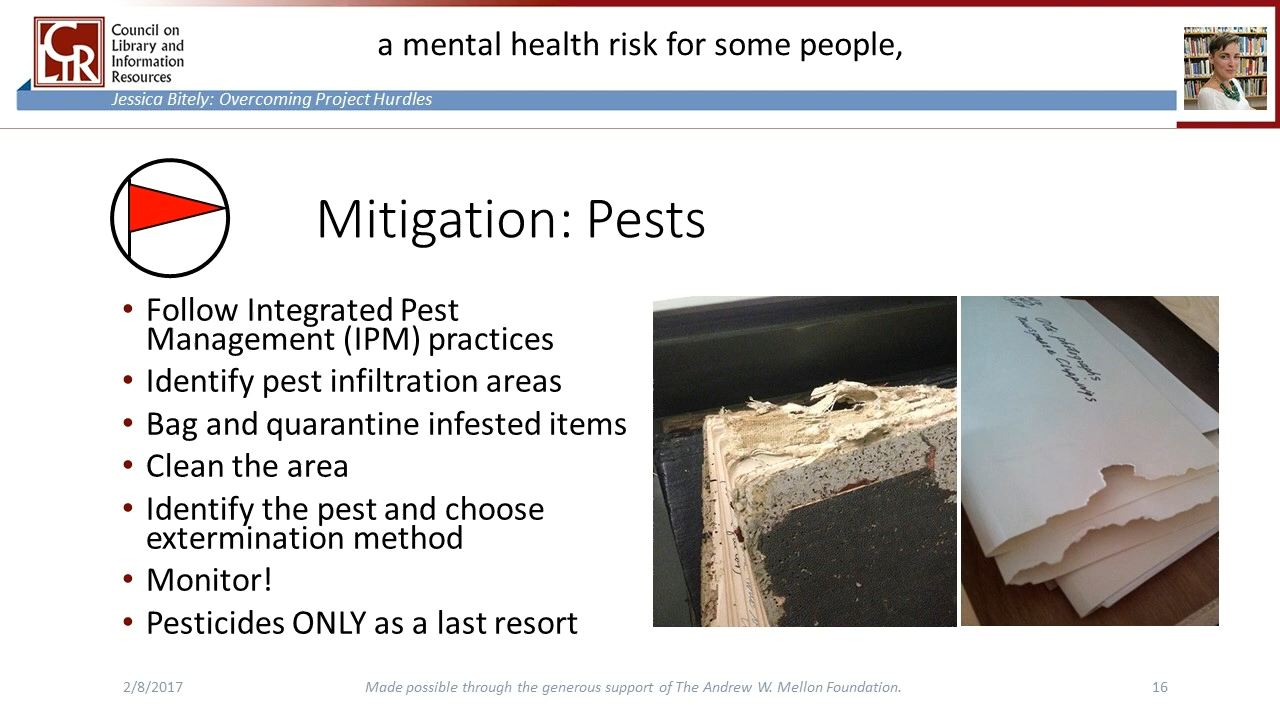 Council on
Library and
Information
Resources
CLIR
a mental health risk for some people,
Jessica Bitely: Overcoming Project Hurdles
Mitigation: Pests
• Follow Integrated Pest
Management (IPM) practices
• Identify pest infiltration areas
• Bag and quarantine infested items
• Clean the area
• Identify the pest and choose
extermination method
• Monitor!
• Pesticides ONLY as a last resort
Old photographs
2/8/2017
Made possible through the generous support of The Andrew W. Mellon Foundation.
16